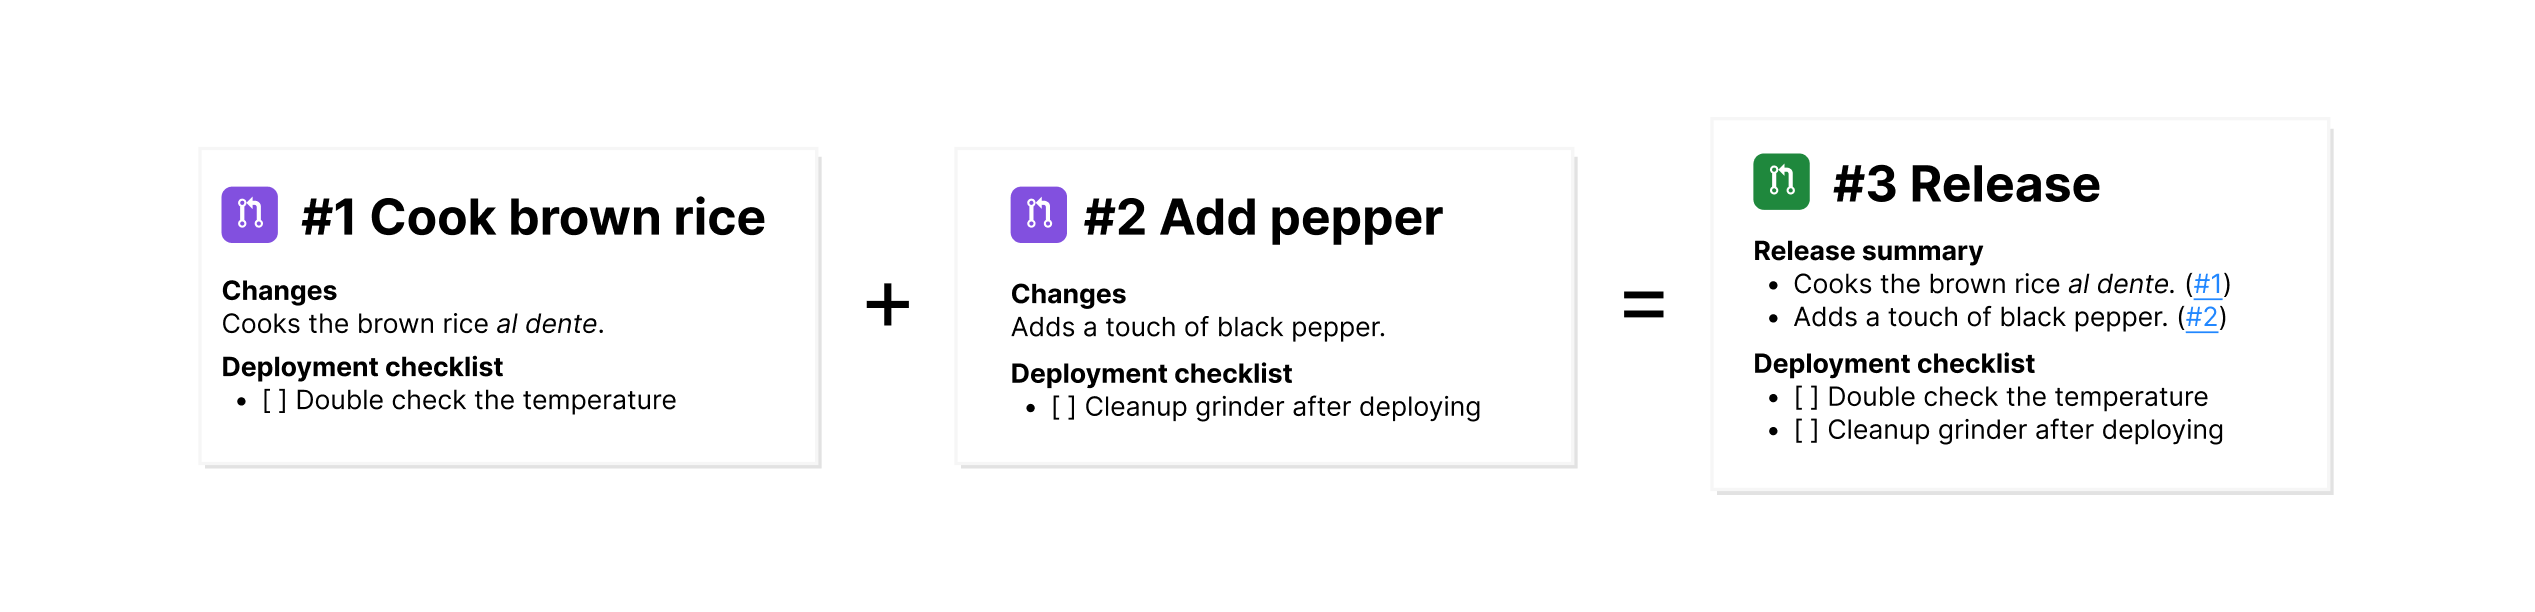 #1 Cook brown rice
Changes
Cooks the brown rice al dente.
Deployment checklist
• [ ] Double check the temperature
+
#2 Add pepper
Changes
Adds a touch of black pepper.
Deployment checklist
• [ ] Cleanup grinder after deploying
=
#3 Release
Release summary
• Cooks the brown rice al dente. (#1)
• Adds a touch of black pepper. (#2)
Deployment checklist
• [ ] Double check the temperature
• [ ] Cleanup grinder after deploying